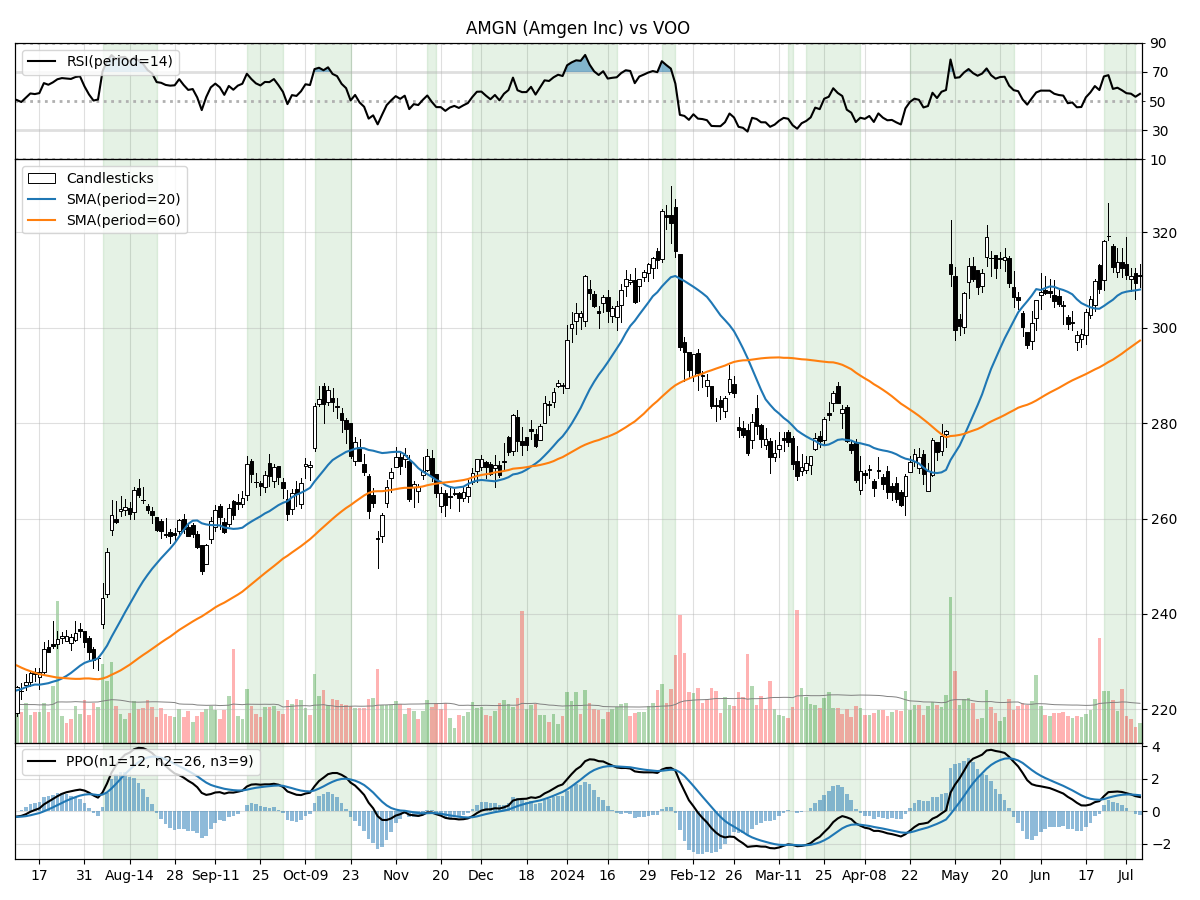 AMGN (Amgen Inc) vs VOO
RSI(period=14)
90
70
50
30
10
Candlesticks
SMA(period=20)
SMA(period=60)
320
300
280
260
240
220
PPO(n1=12, n2=26, n3=9)
4
2
0
−2
17 31 Aug-14 28 Sep-11 25 Oct-09 23 Nov 20 Dec 18 2024 16 29 Feb-12 26 Mar-11 25 Apr-08 22 May 20 Jun 17 Jul